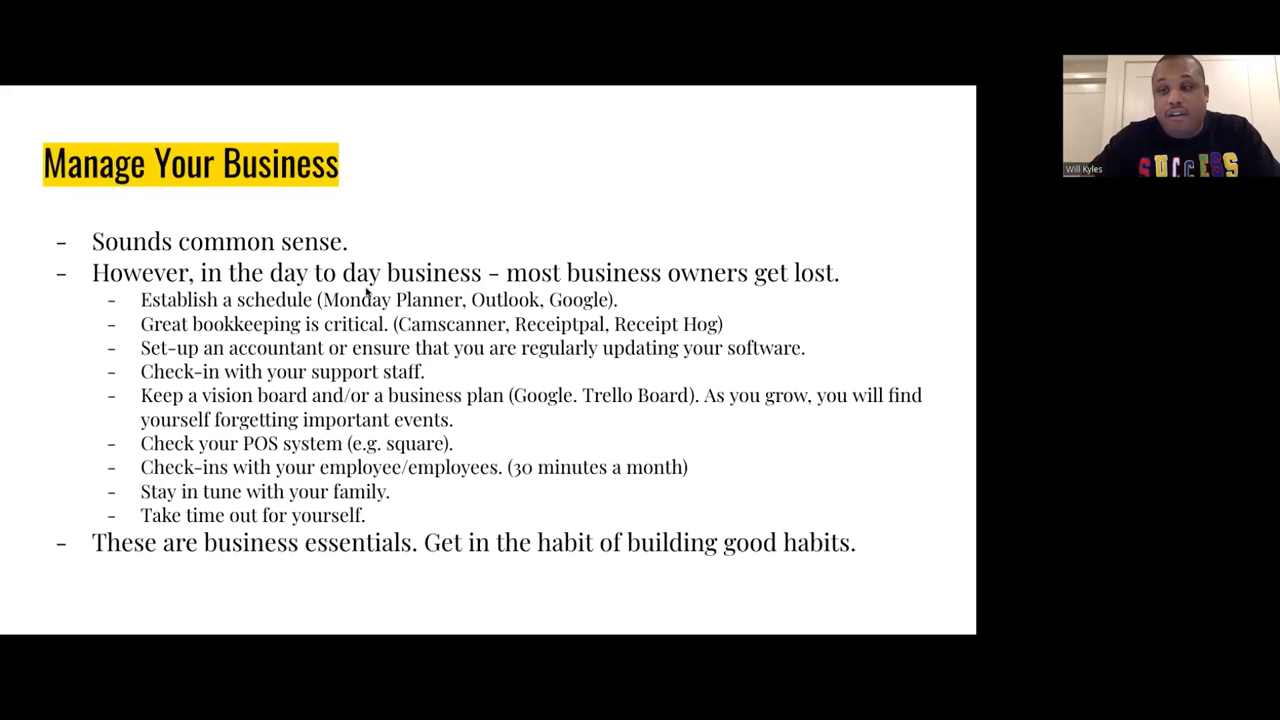 Manage Your Business
- Sounds common sense.
- However, in the day to day business - most business owners get lost.
- Establish a schedule (Monday Planner, Outlook, Google).
- Great bookkeeping is critical. (Camscanner, Receiptpal, Receipt Hog)
- Set-up an accountant or ensure that you are regularly updating your software.
- Check-in with your support staff.
- Keep a vision board and/or a business plan (Google. Trello Board). As you grow, you will find
yourself forgetting important events.
- Check your POS system (e.g. square).
- Check-ins with your employee/employees. (30 minutes a month)
- Stay in tune with your family.
- Take time out for yourself.
- These are business essentials. Get in the habit of building good habits.
SUCCESS
Will Kyles